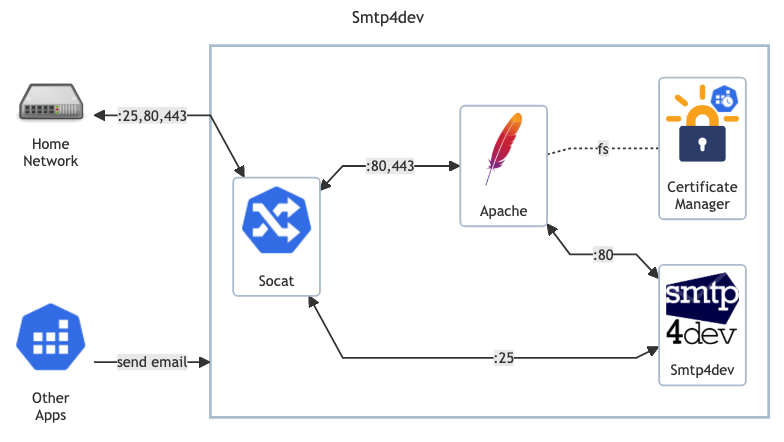 Smtp4dev
Home
Network
:25,80,443
Socat
:80,443
Apache
fs
Certificate
Manager
:80
smtp
4dev
Smtp4dev
:25
Other
Apps
send email